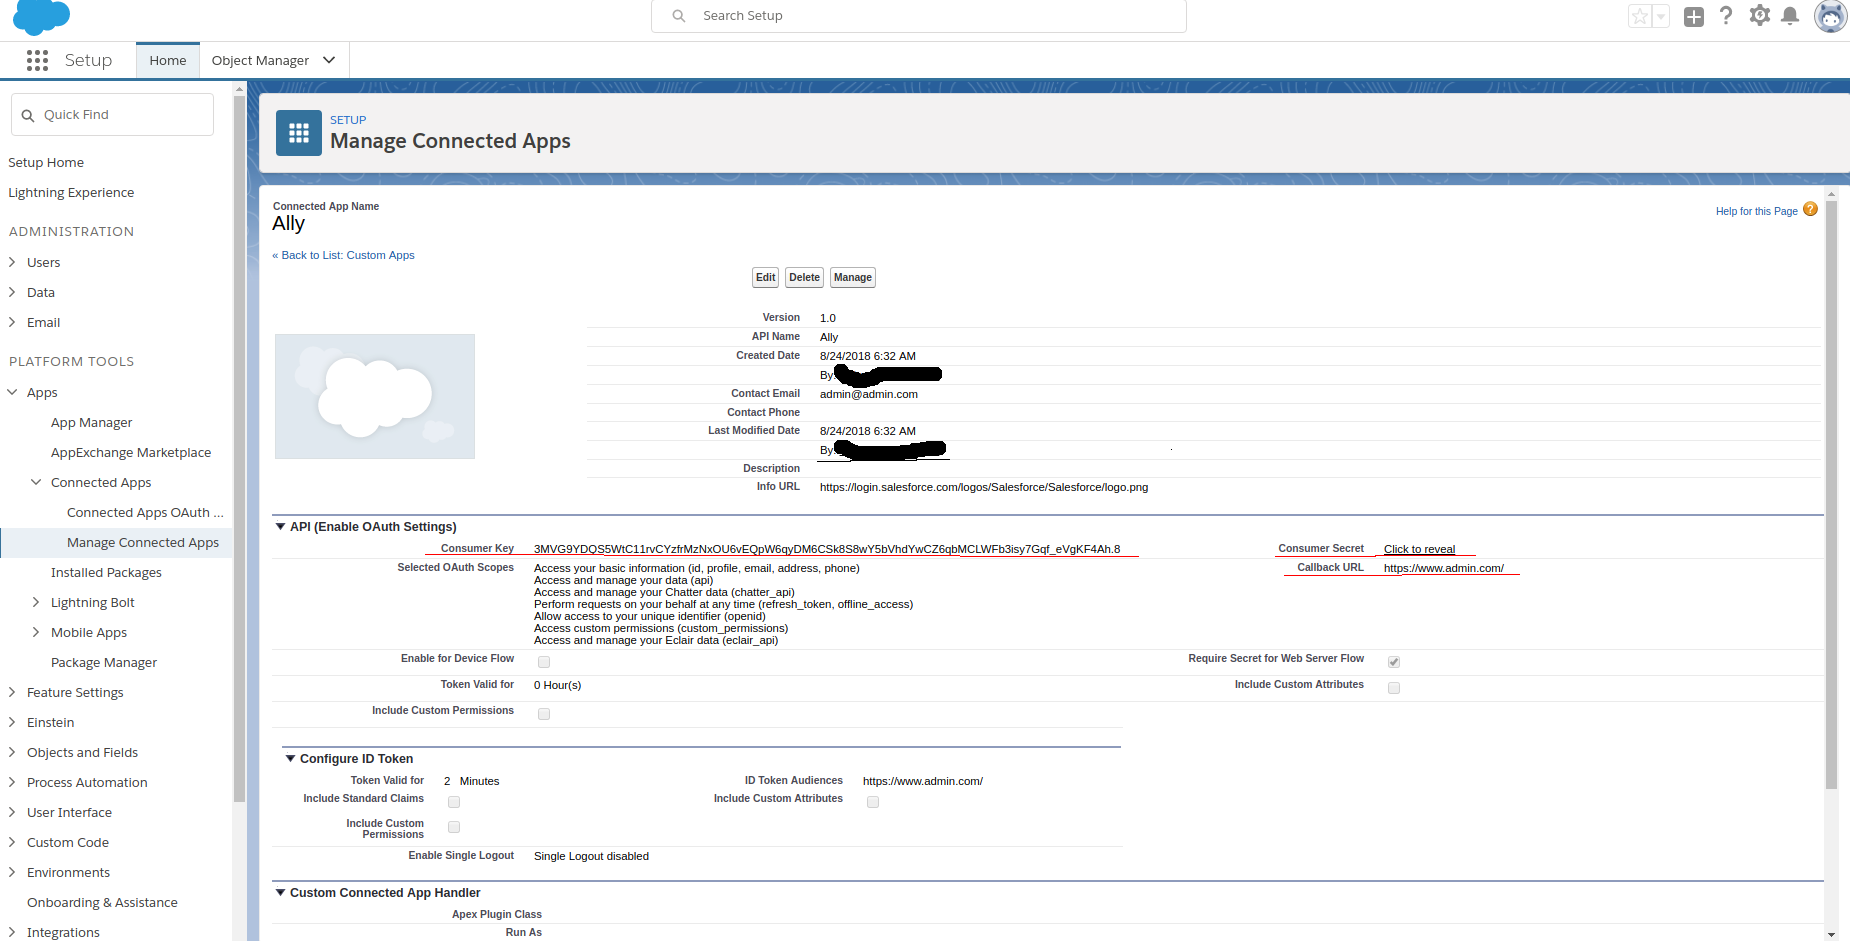 Search Setup
Setup
Home
Object Manager
Quick Find
Setup Home
Lightning Experience
ADMINISTRATION
Users
Data
Email
PLATFORM TOOLS
Apps
App Manager
AppExchange Marketplace
Connected Apps
Connected Apps OAuth ...
Manage Connected Apps
Installed Packages
Lightning Bolt
Mobile Apps
Package Manager
Feature Settings
Einstein
Objects and Fields
Process Automation
User Interface
Custom Code
Environments
Onboarding & Assistance
Integrations
SETUP
Manage Connected Apps
Connected App Name
Ally
Help for this Page ?
« Back to List: Custom Apps
Edit Delete Manage
Version 1.0
API Name Ally
Created Date 8/24/2018 6:32 AM
By:
Contact Email admin@admin.com
Contact Phone
Last Modified Date 8/24/2018 6:32 AM
By:
Description
Info URL https://login.salesforce.com/logos/Salesforce/Salesforce/logo.png
API (Enable OAuth Settings)
Consumer Key 3MVG9YDQS5WtC11rvCYzfrMzNxOU6vEQpW6qyDM6CSk8S8wY5bVhdYwCZ6qbMCLWFb3isy7Gqf_eVgKF4Ah.8 Consumer Secret Click to reveal
Selected OAuth Scopes Access your basic information (id, profile, email, address, phone) Callback URL https://www.admin.com/
Access and manage your data (api)
Access and manage your Chatter data (chatter_api)
Perform requests on your behalf at any time (refresh_token, offline_access)
Allow access to your unique identifier (openid)
Access custom permissions (custom_permissions)
Access and manage your Eclair data (eclair_api)
Enable for Device Flow Require Secret for Web Server Flow
Token Valid for 0 Hour(s) Include Custom Attributes
Include Custom Permissions
Configure ID Token
Token Valid for 2 Minutes ID Token Audiences https://www.admin.com/
Include Standard Claims Include Custom Attributes
Include Custom
Permissions
Enable Single Logout Single Logout disabled
Custom Connected App Handler
Apex Plugin Class
Run As